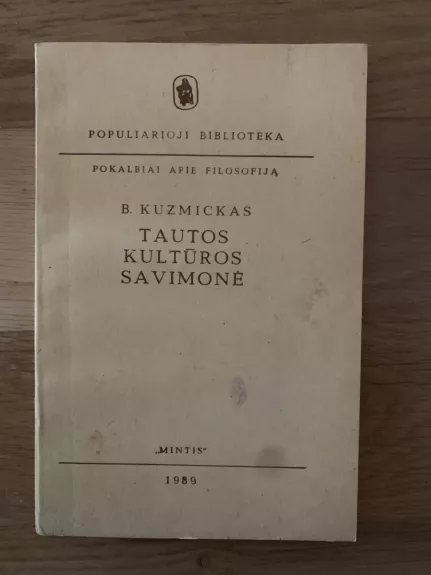 POPULIARIOJI BIBLIOTEKA
POKALBIAI APIE FILOSOFIJĄ
B. KUZMICKAS
TAUTOS
KULTŪROS
SAVIMONĖ
„MINTIS“
1989